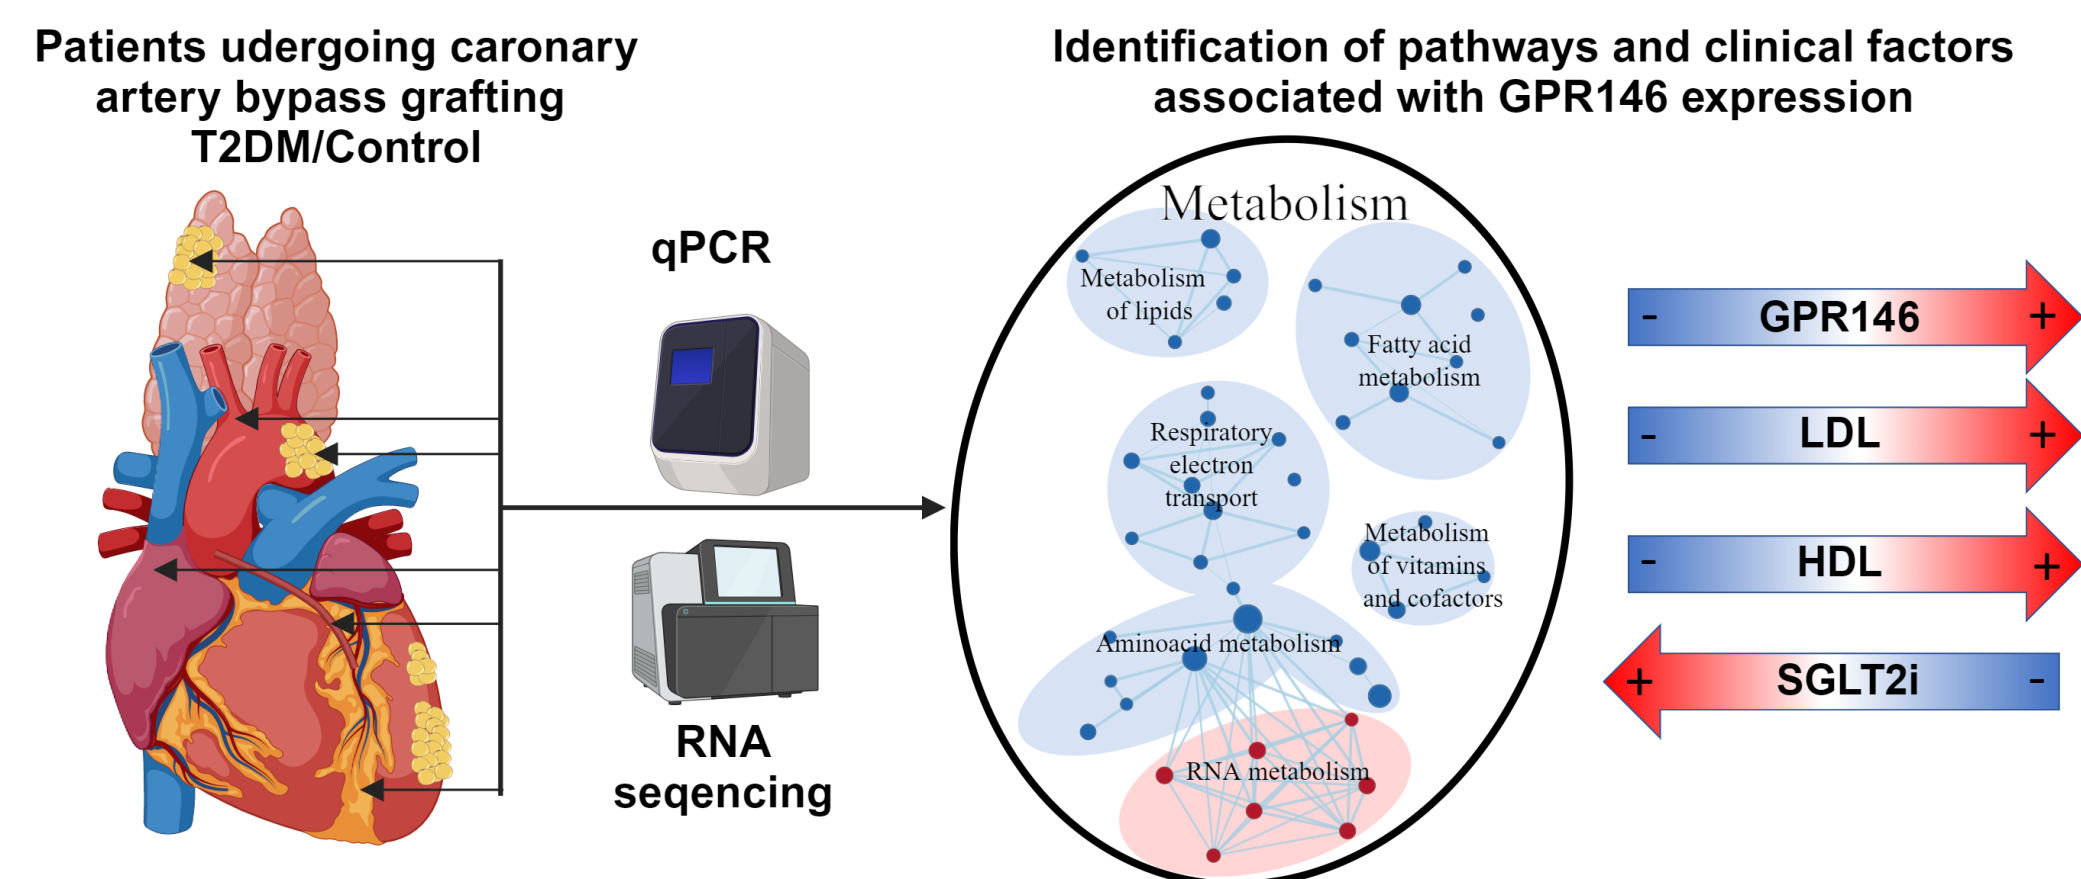 Patients udergoing caronary
artery bypass grafting
T2DM/Control
qPCR
RNA
seqencing
Identification of pathways and clinical factors
associated with GPR146 expression
Metabolism
Metabolism
of lipids
Fatty acid
metabolism
Respiratory
electron
transport
Metabolism
of vitamins
and cofactors
Aminoacid metabolism
RNA metabolism
- GPR146 +
- LDL +
- HDL +
+ SGLT2i -